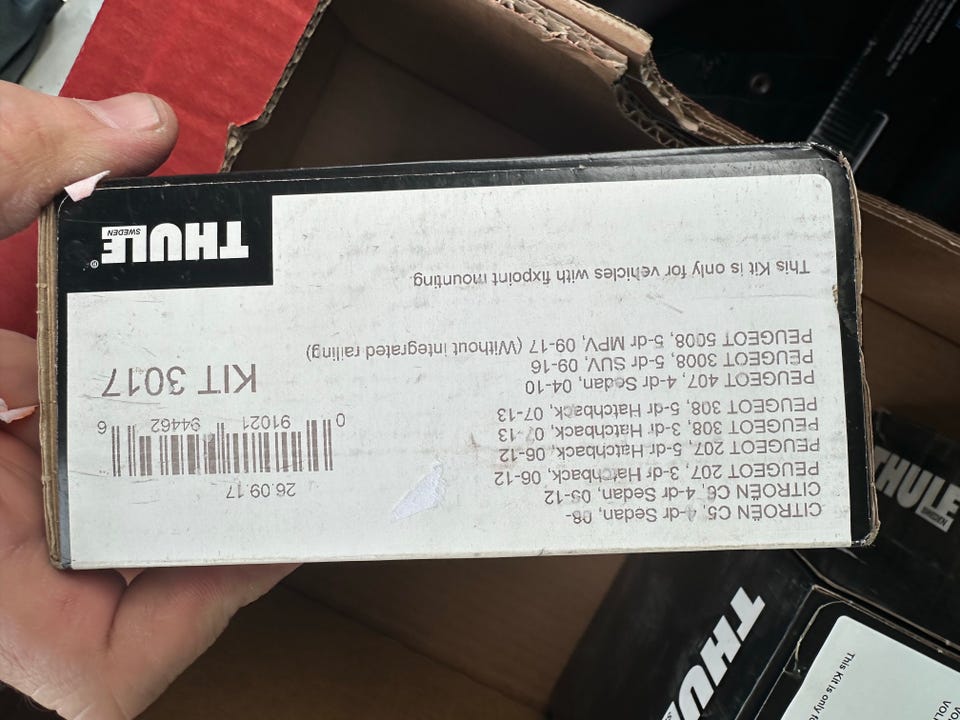 CITROËN C5, 4-dr Sedan, 08-
CITROËN C6, 4-dr Sedan, 05-12
PEUGEOT 207, 3-dr Hatchback, 06-12
PEUGEOT 207, 5-dr Hatchback, 06-12
PEUGEOT 308, 3-dr Hatchback, 07-13
PEUGEOT 308, 5-dr Hatchback, 07-13
PEUGEOT 407, 4-dr Sedan, 04-10
PEUGEOT 3008, 5-dr SUV, 09-16
PEUGEOT 5008, 5-dr MPV, 09-17 (Without integrated railing)
This Kit is only for vehicles with fixpoint mounting.
26.09.17
0 91021 94462 6
KIT 3017
THULE
SWEDEN
®
THULE
SWEDEN
THUL
This Kit is only